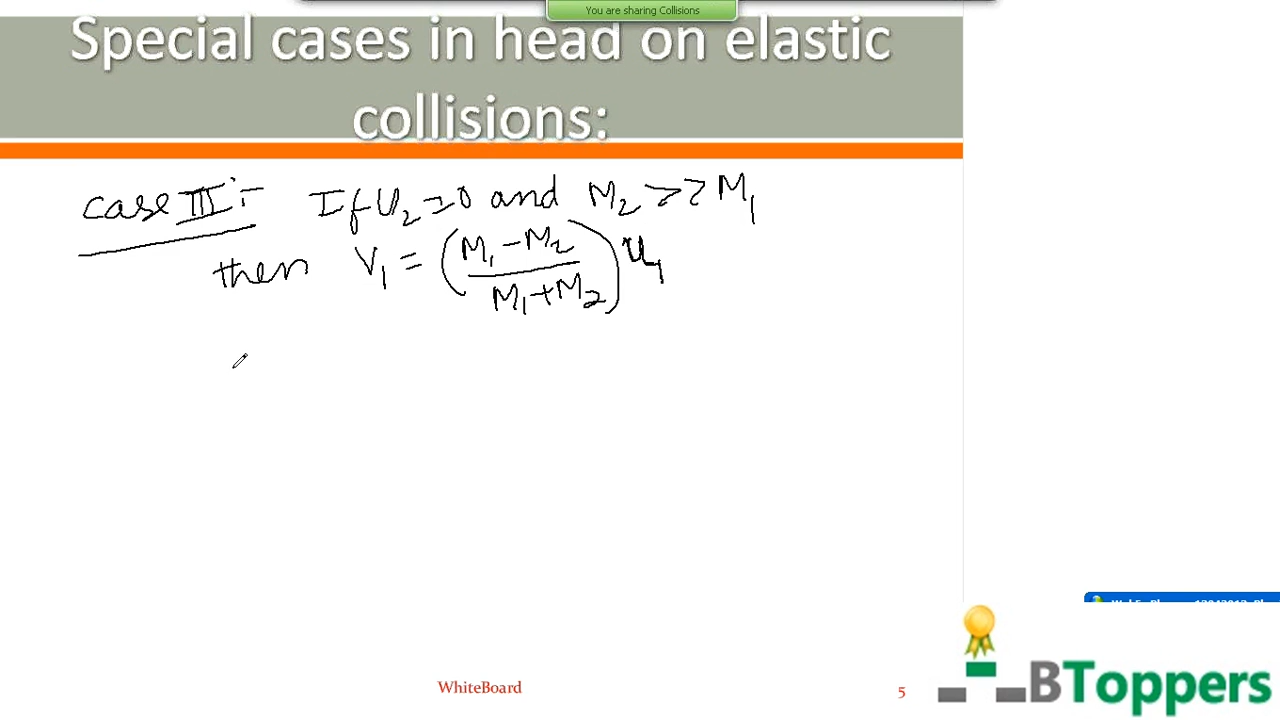 You are sharing Collisions
Special cases in head on elastic
collisions:
case III :- If U₂ = 0 and M₂ >> M₁
then V₁ = (M₁ - M₂ / M₁ + M₂) u₁
WhiteBoard
5
BToppers